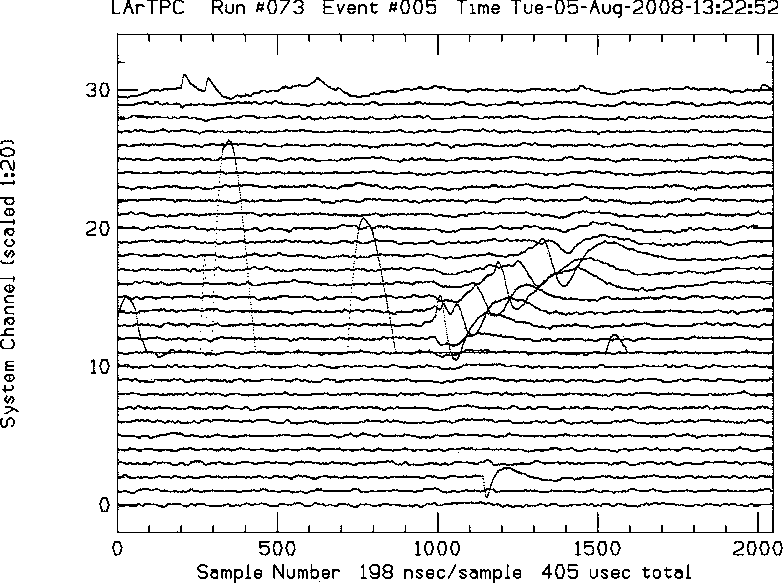 LArTPC Run #073 Event #005 Time Tue-05-Aug-2008-13:22:52
System Channel (scaled 1:20)
30
20
10
0
0 500 1000 1500 2000
Sample Number 198 nsec/sample 405 usec total